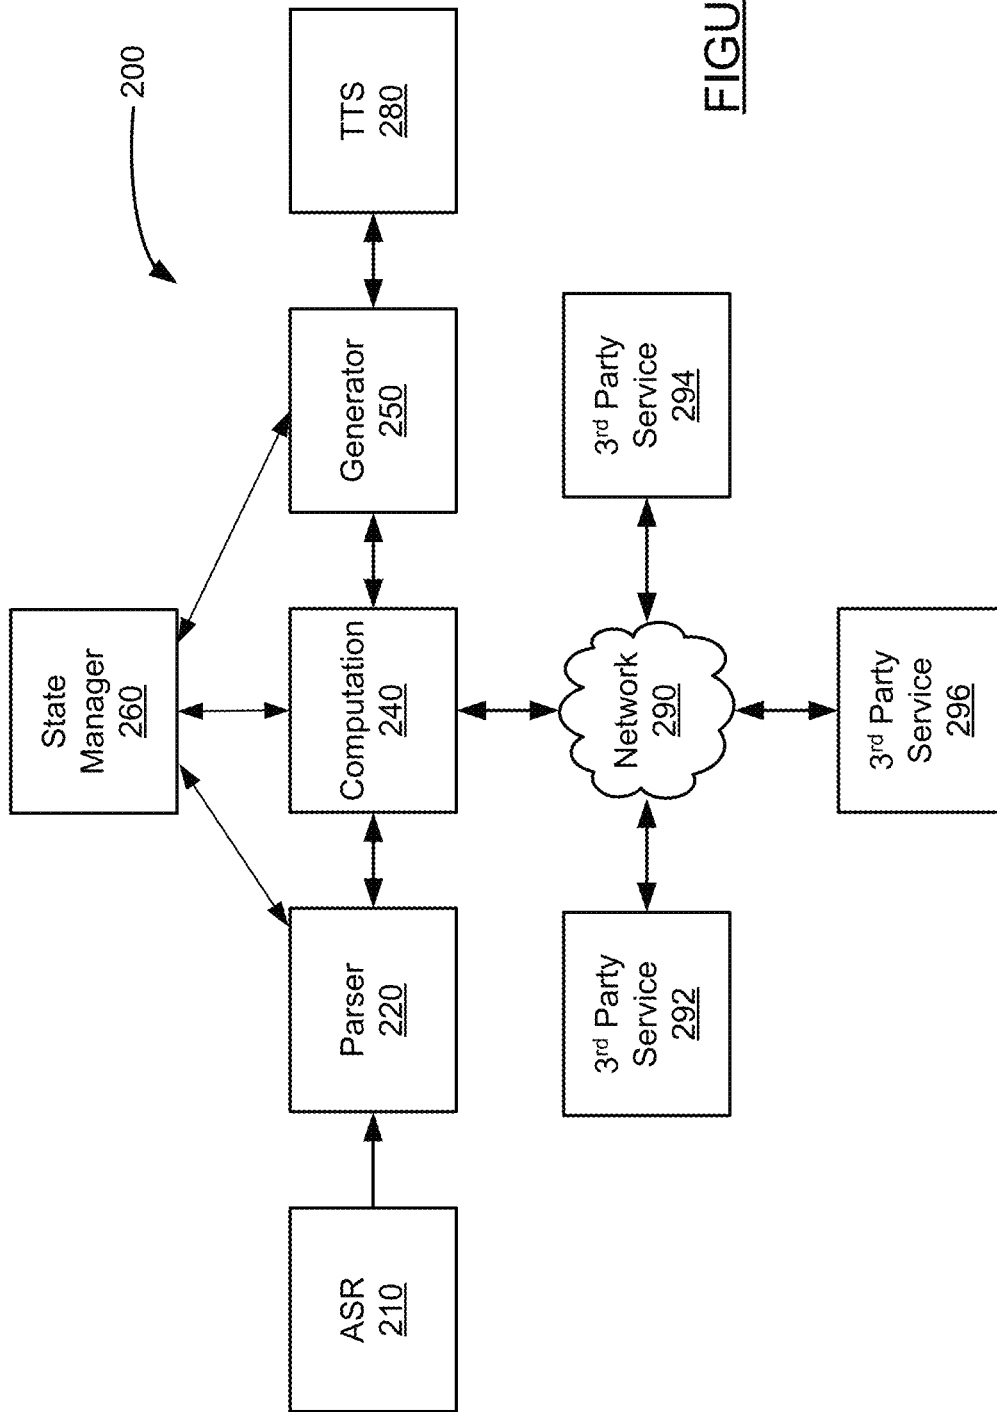 State
Manager
260
200
ASR
210
Parser
220
Computation
240
Generator
250
TTS
280
3rd Party
Service
292
Network
290
3rd Party
Service
294
3rd Party
Service
296
FIGU